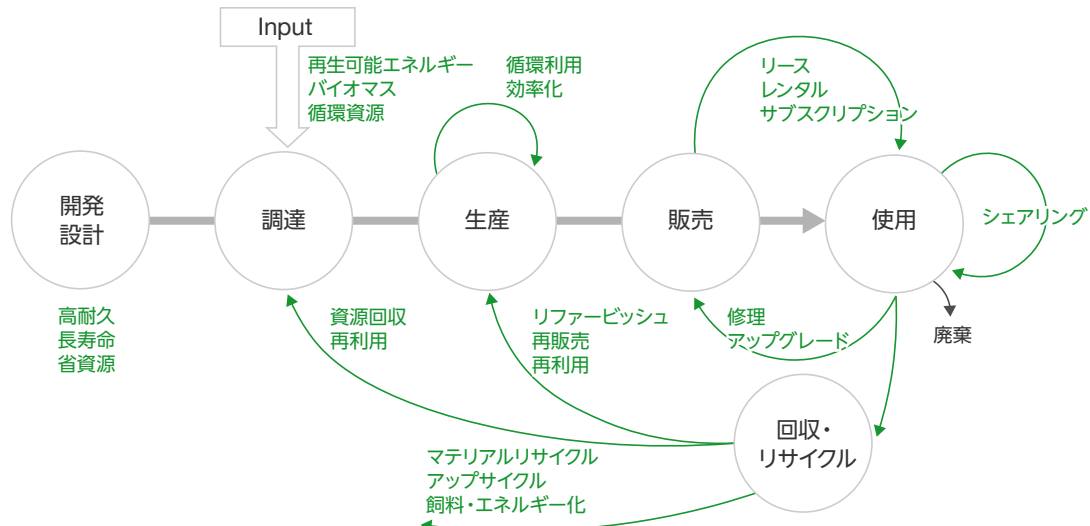 Input
再生可能エネルギー
バイオマス
循環資源
循環利用
効率化
リース
レンタル
サブスクリプション
開発
設計
調達
生産
販売
使用
シェアリング
高耐久
長寿命
省資源
資源回収
再利用
リファービッシュ
再販売
再利用
修理
アップグレード
廃棄
回収・
リサイクル
マテリアルリサイクル
アップサイクル
飼料・エネルギー化